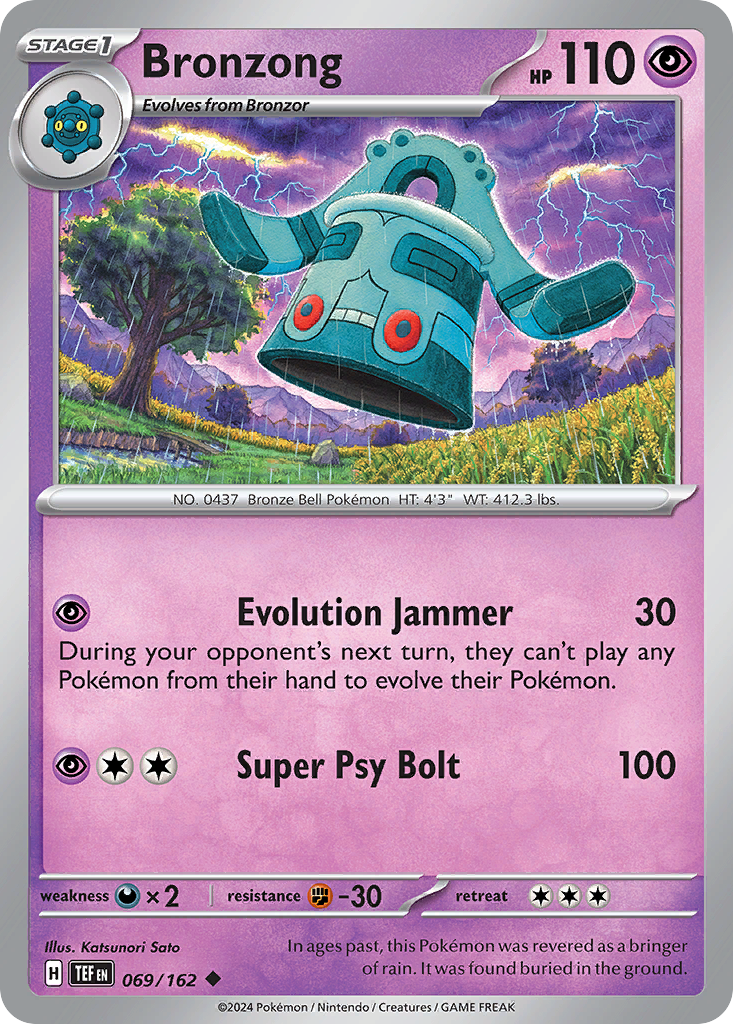 STAGE 1
Bronzong
HP 110
Evolves from Bronzor
NO. 0437 Bronze Bell Pokémon HT: 4'3" WT: 412.3 lbs.
Evolution Jammer 30
During your opponent's next turn, they can't play any
Pokémon from their hand to evolve their Pokémon.
Super Psy Bolt 100
weakness ×2 resistance -30 retreat
Illus. Katsunori Sato
In ages past, this Pokémon was revered as a bringer
of rain. It was found buried in the ground.
H TEF EN 069/162
©2024 Pokémon / Nintendo / Creatures / GAME FREAK